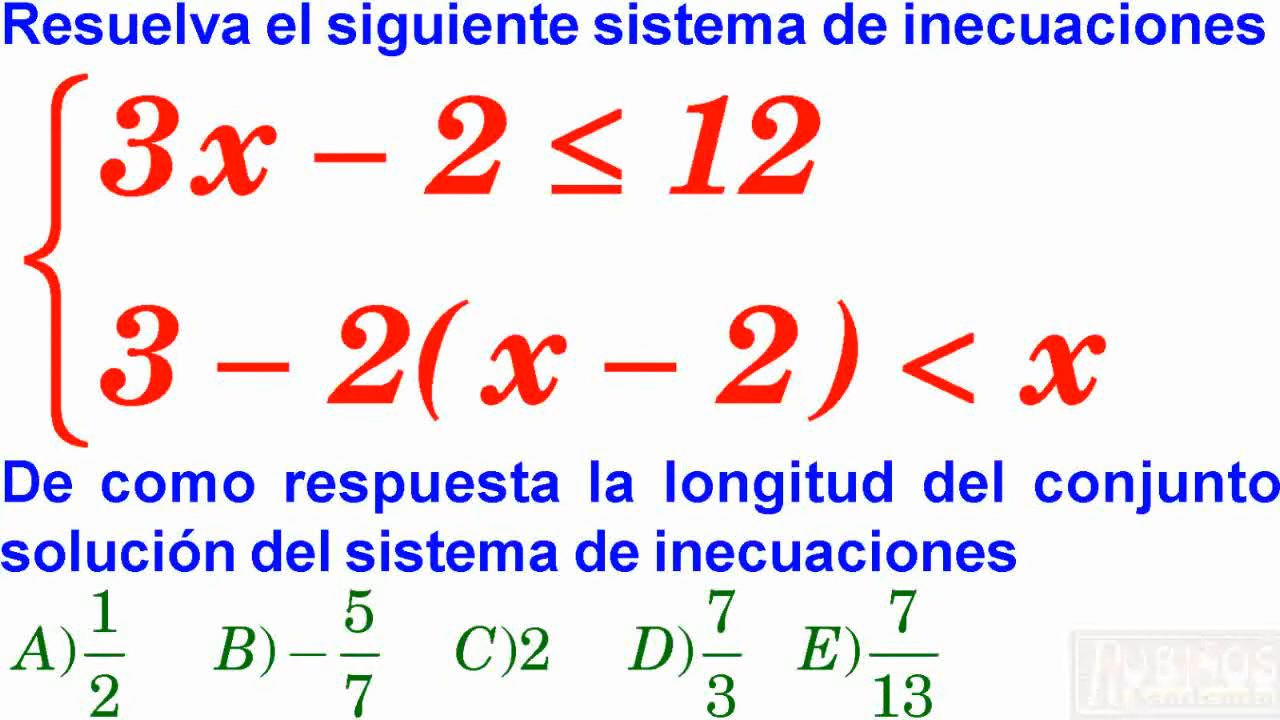 Resuelva el siguiente sistema de inecuaciones
3x – 2 ≤ 12
3 – 2( x – 2 ) < x
De como respuesta la longitud del conjunto
solución del sistema de inecuaciones
A) 1/2 B) – 5/7 C)2 D) 7/3 E) 7/13
RUBIÑOS